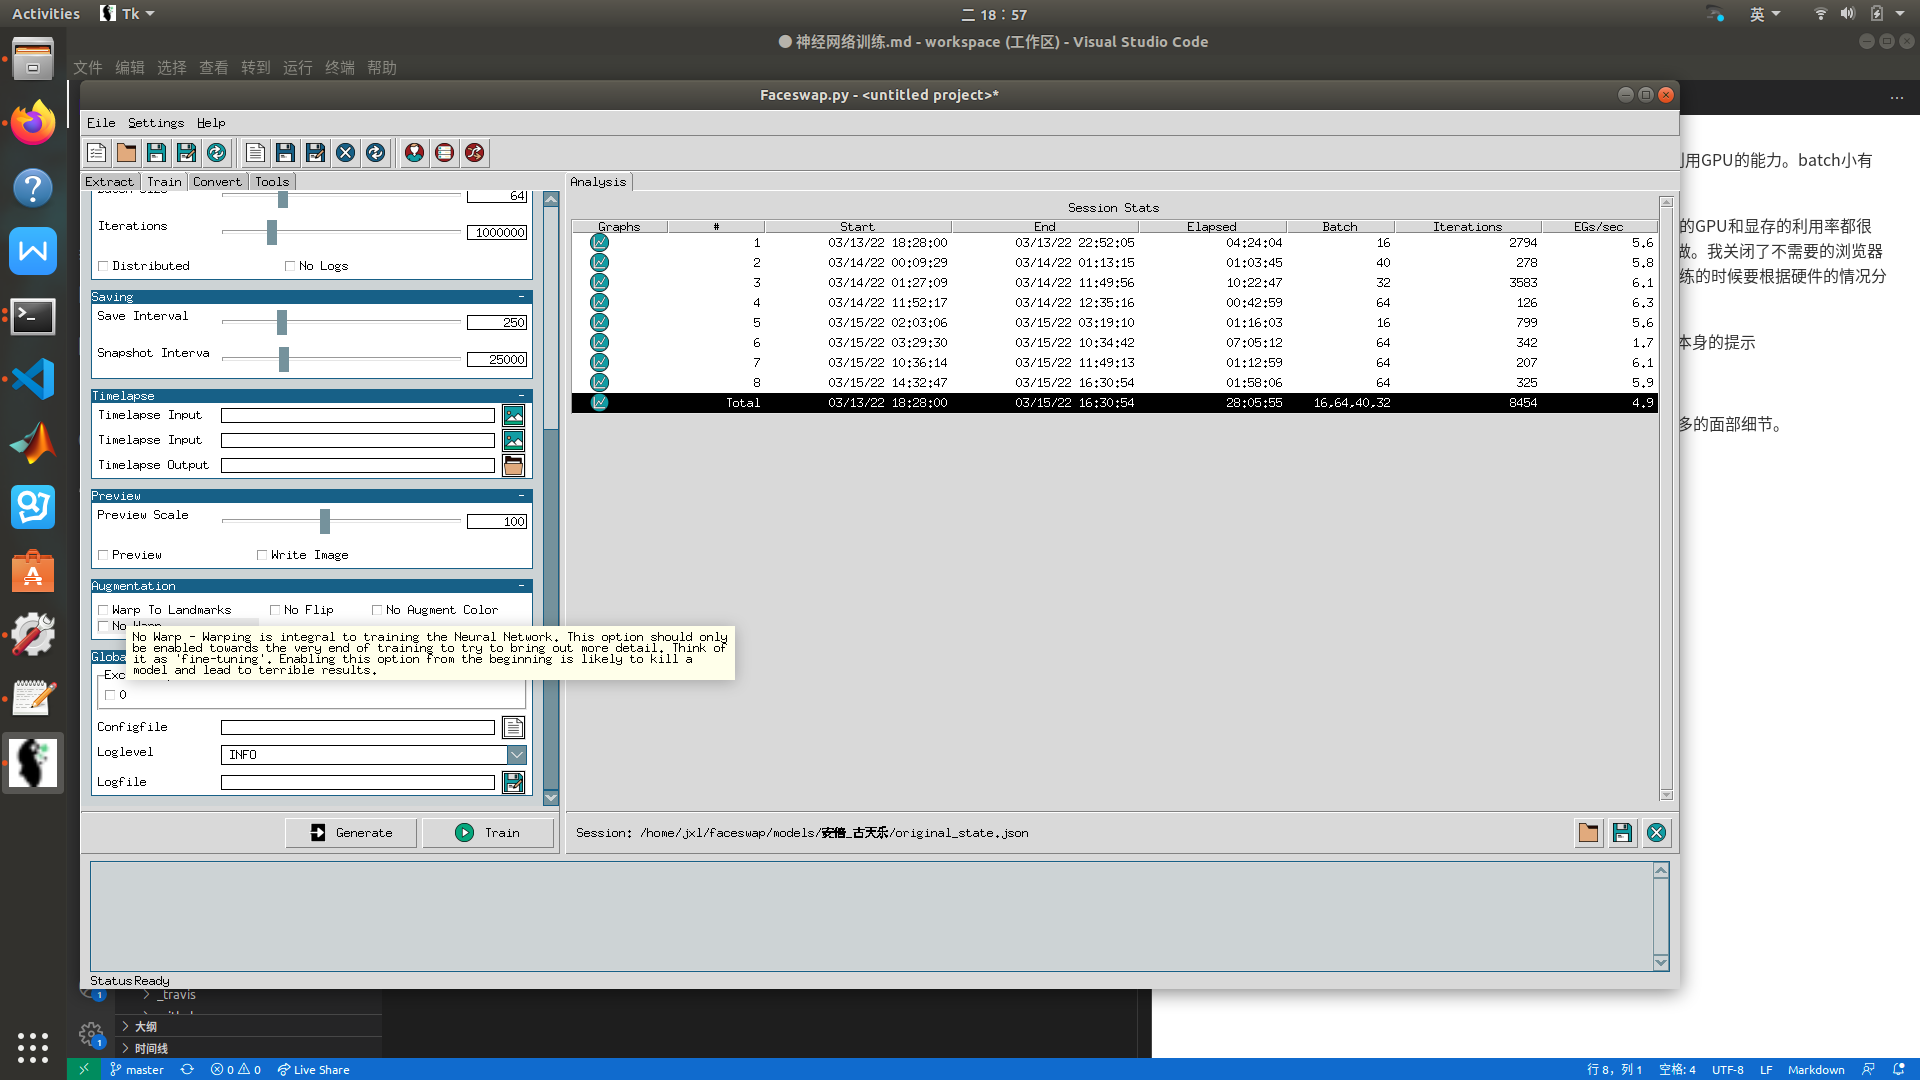 Activities
Tk
二 18：57
英
神经网络训练.md - workspace (工作区) - Visual Studio Code
文件 编辑 选择 查看 转到 运行 终端 帮助
Faceswap.py - <untitled project>*
File Settings Help
Extract Train Convert Tools
Analysis
Batch Size 64
Iterations 1000000
Distributed No Logs
Saving
Save Interval 250
Snapshot Interva 25000
Timelapse
Timelapse Input
Timelapse Input
Timelapse Output
Preview
Preview Scale 100
Preview Write Image
Augmentation
Warp To Landmarks No Flip No Augment Color
No Warp
No Warp - Warping is integral to training the Neural Network. This option should only
be enabled towards the very end of training to try to bring out more detail. Think of
it as 'fine-tuning'. Enabling this option from the beginning is likely to kill a
model and lead to terrible results.
Globa
Exc
0
Configfile
Loglevel INFO
Logfile
Generate Train
Session Stats
Graphs # Start End Elapsed Batch Iterations EGs/sec
1 03/13/22 18:28:00 03/13/22 22:52:05 04:24:04 16 2794 5.6
2 03/14/22 00:09:29 03/14/22 01:13:15 01:03:45 40 278 5.8
3 03/14/22 01:27:09 03/14/22 11:49:56 10:22:47 32 3583 6.1
4 03/14/22 11:52:17 03/14/22 12:35:16 00:42:59 64 126 6.3
5 03/15/22 02:03:06 03/15/22 03:19:10 01:16:03 16 799 5.6
6 03/15/22 03:29:30 03/15/22 10:34:42 07:05:12 64 342 1.7
7 03/15/22 10:36:14 03/15/22 11:49:13 01:12:59 64 207 6.1
8 03/15/22 14:32:47 03/15/22 16:30:54 01:58:06 64 325 5.9
Total 03/13/22 18:28:00 03/15/22 16:30:54 28:05:55 16,64,40,32 8454 4.9
Session: /home/jxl/faceswap/models/安倍_古天乐/original_state.json
Status Ready
用GPU的能力。batch小有
的GPU和显存的利用率都很
做。我关闭了不需要的浏览器
练的时候要根据硬件的情况分
本身的提示
多的面部细节。
_travis
大纲
时间线
master
0 0
Live Share
行 8，列 1
空格: 4
UTF-8
LF
Markdown